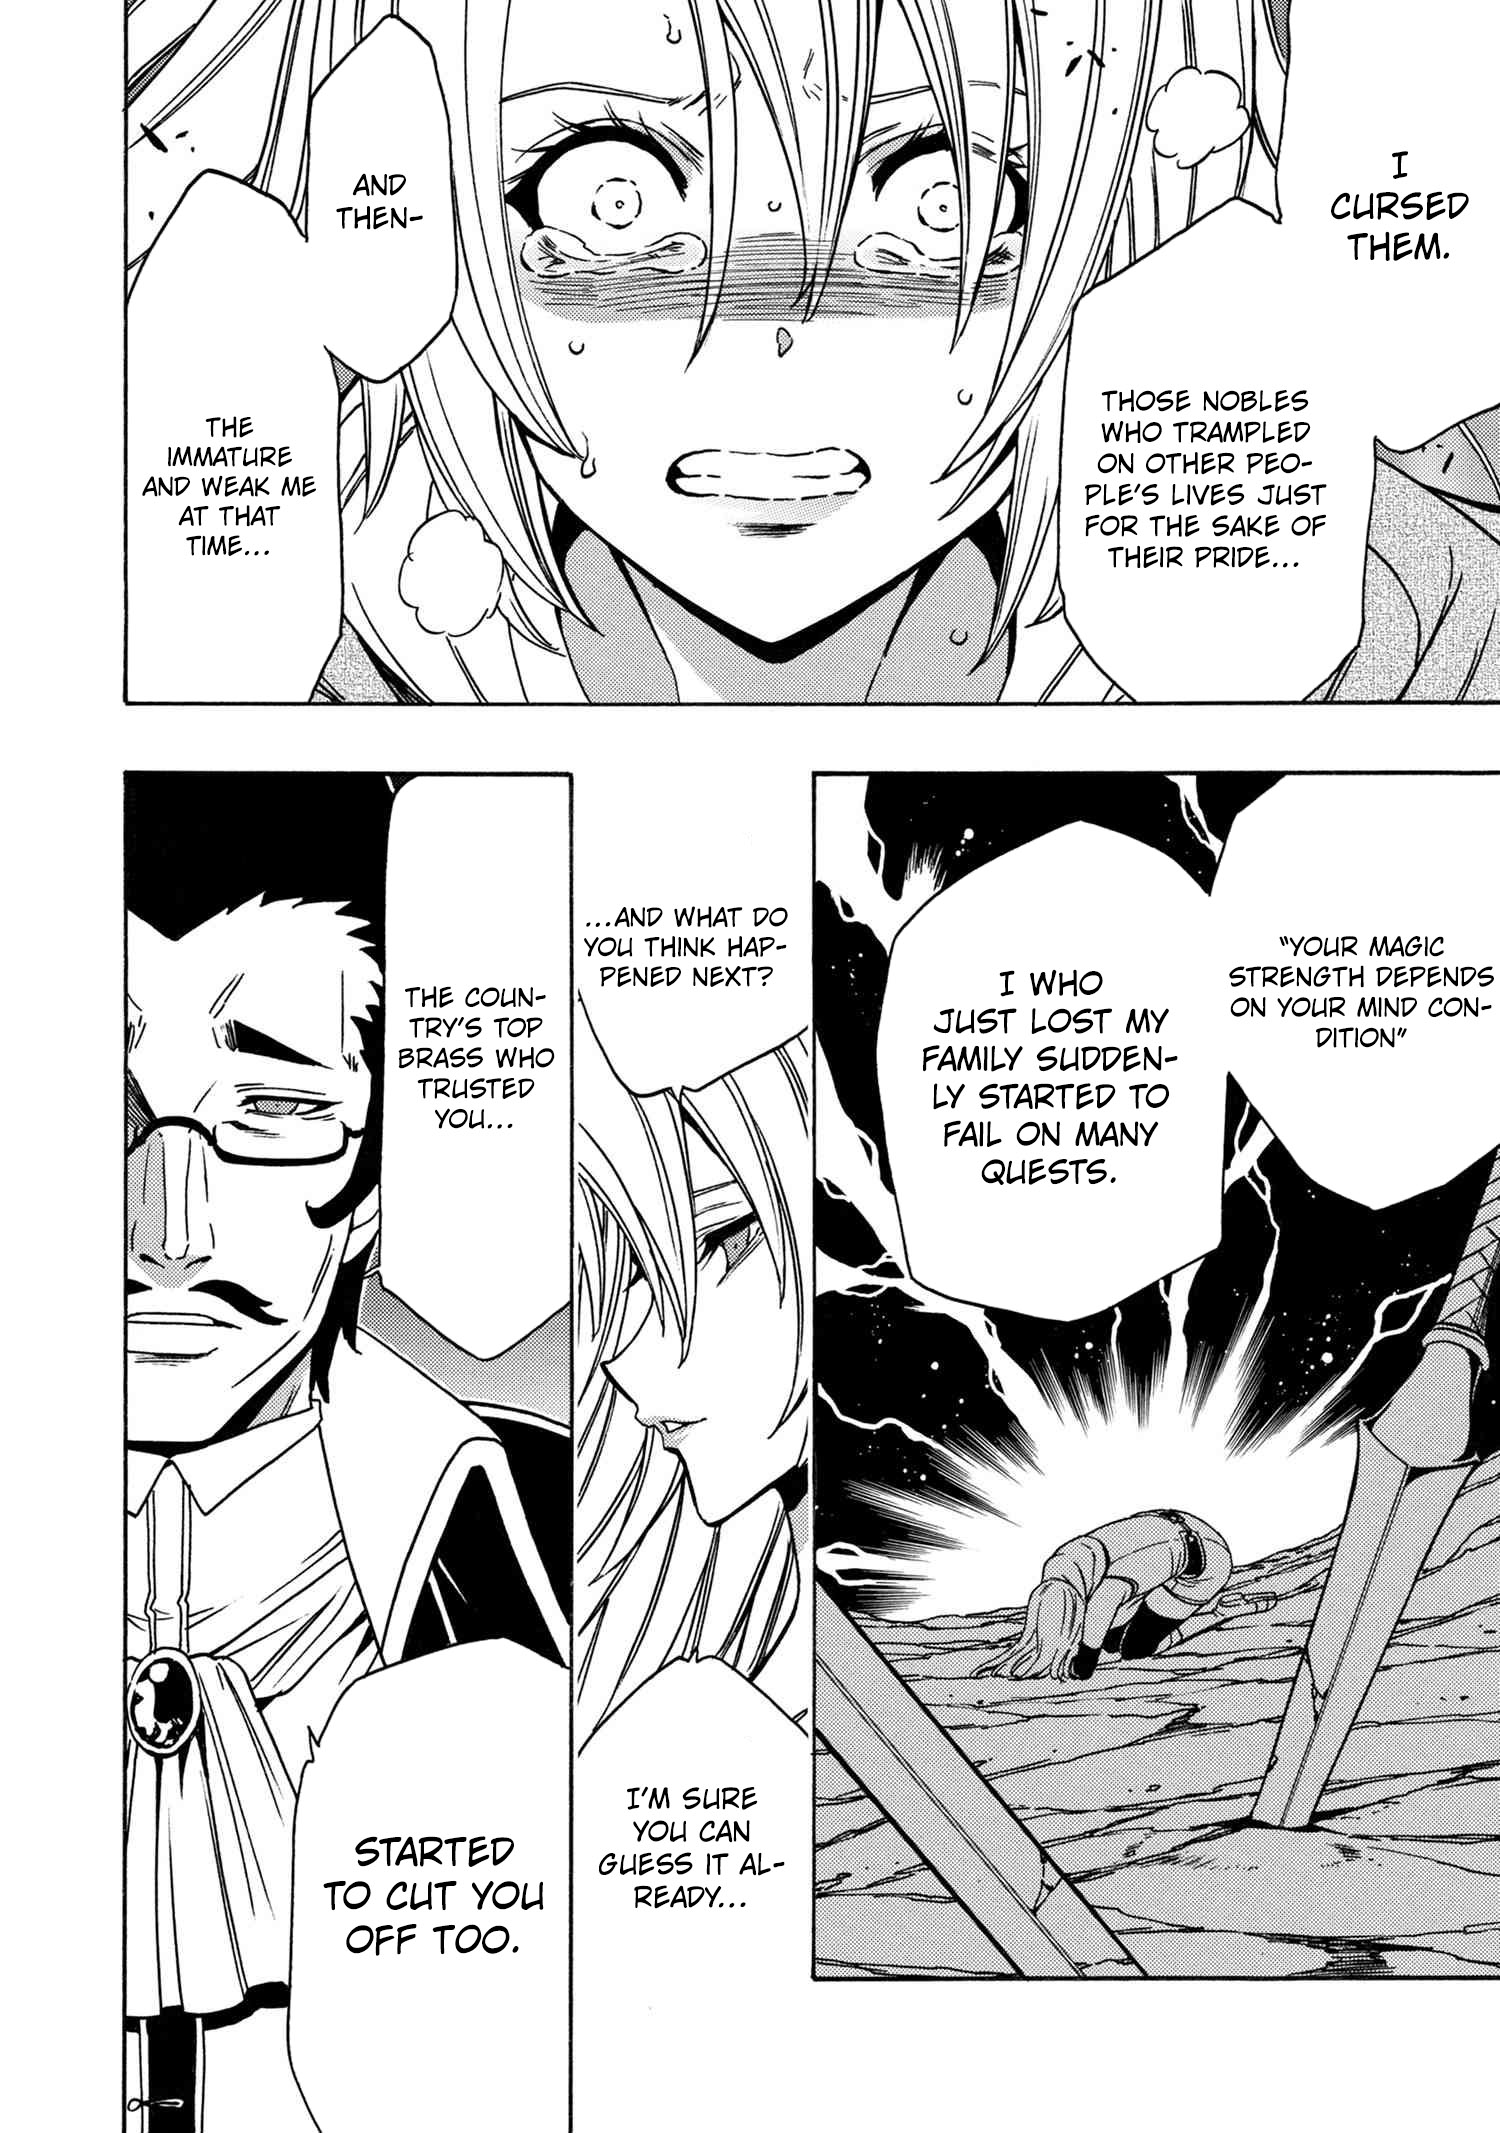 I
CURSED
THEM.
THOSE NOBLES
WHO TRAMPLED
ON OTHER PEO-
PLE'S LIVES JUST
FOR THE SAKE OF
THEIR PRIDE...
AND
THEN-
THE
IMMATURE
AND WEAK ME
AT THAT
TIME...
"YOUR MAGIC
STRENGTH DEPENDS
ON YOUR MIND CON-
DITION"
I WHO
JUST LOST MY
FAMILY SUDDEN-
LY STARTED TO
FAIL ON MANY
QUESTS.
...AND WHAT DO
YOU THINK HAP-
PENED NEXT?
I'M SURE
YOU CAN
GUESS IT AL-
READY...
THE COUN-
TRY'S TOP
BRASS WHO
TRUSTED
YOU...
STARTED
TO CUT YOU
OFF TOO.